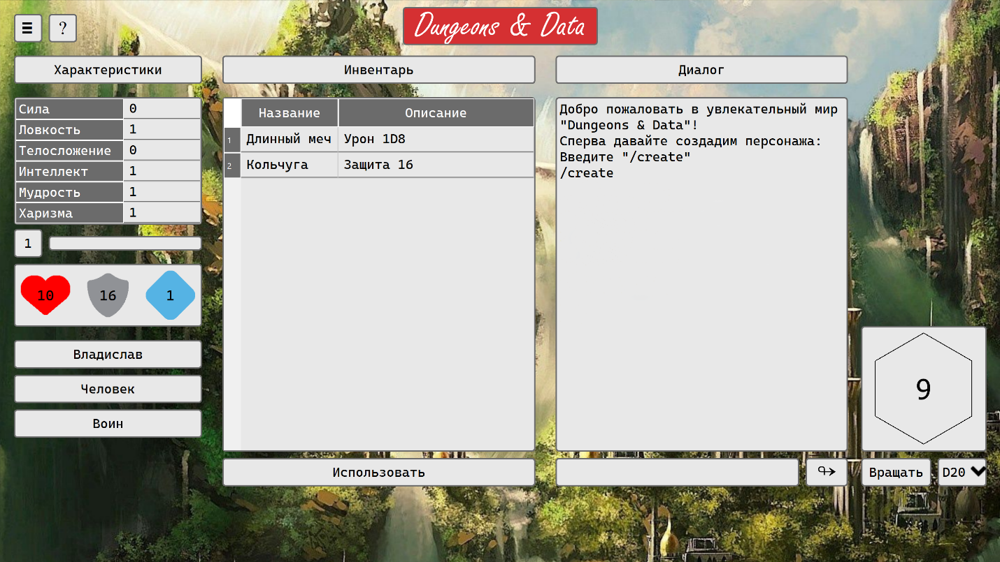 ?
Dungeons & Data
Характеристики
Сила 0
Ловкость 1
Телосложение 0
Интеллект 1
Мудрость 1
Харизма 1
1
10 16 1
Владислав
Человек
Воин
Инвентарь
Название Описание
1 Длинный меч Урон 1D8
2 Кольчуга Защита 16
Использовать
Диалог
Добро пожаловать в увлекательный мир
"Dungeons & Data"!
Сперва давайте создадим персонажа:
Введите "/create"
/create
9
Вращать D20